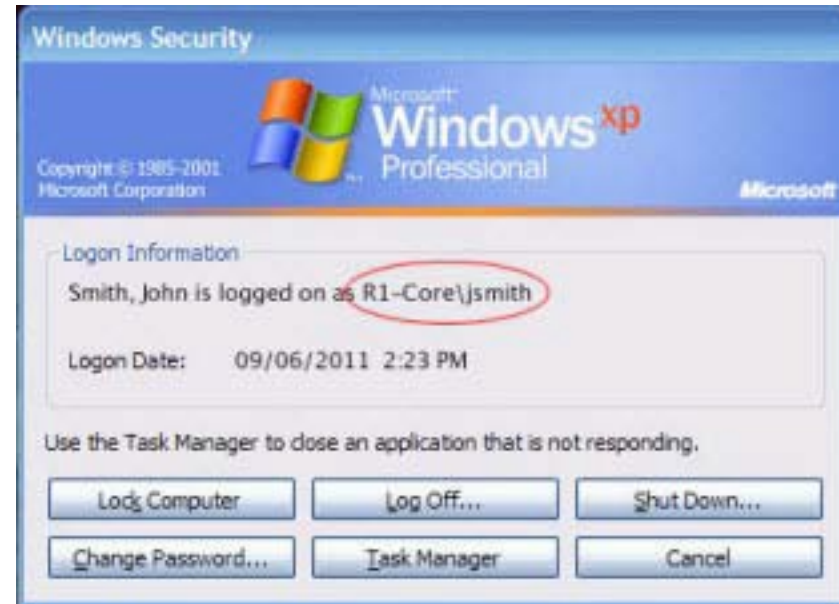 Windows Security
Microsoft
Windows xp
Professional
Copyright © 1985-2001
Microsoft Corporation
Microsoft
Logon Information
Smith, John is logged on as R1-Core\jsmith
Logon Date: 09/06/2011 2:23 PM
Use the Task Manager to close an application that is not responding.
Lock Computer Log Off... Shut Down...
Change Password... Task Manager Cancel